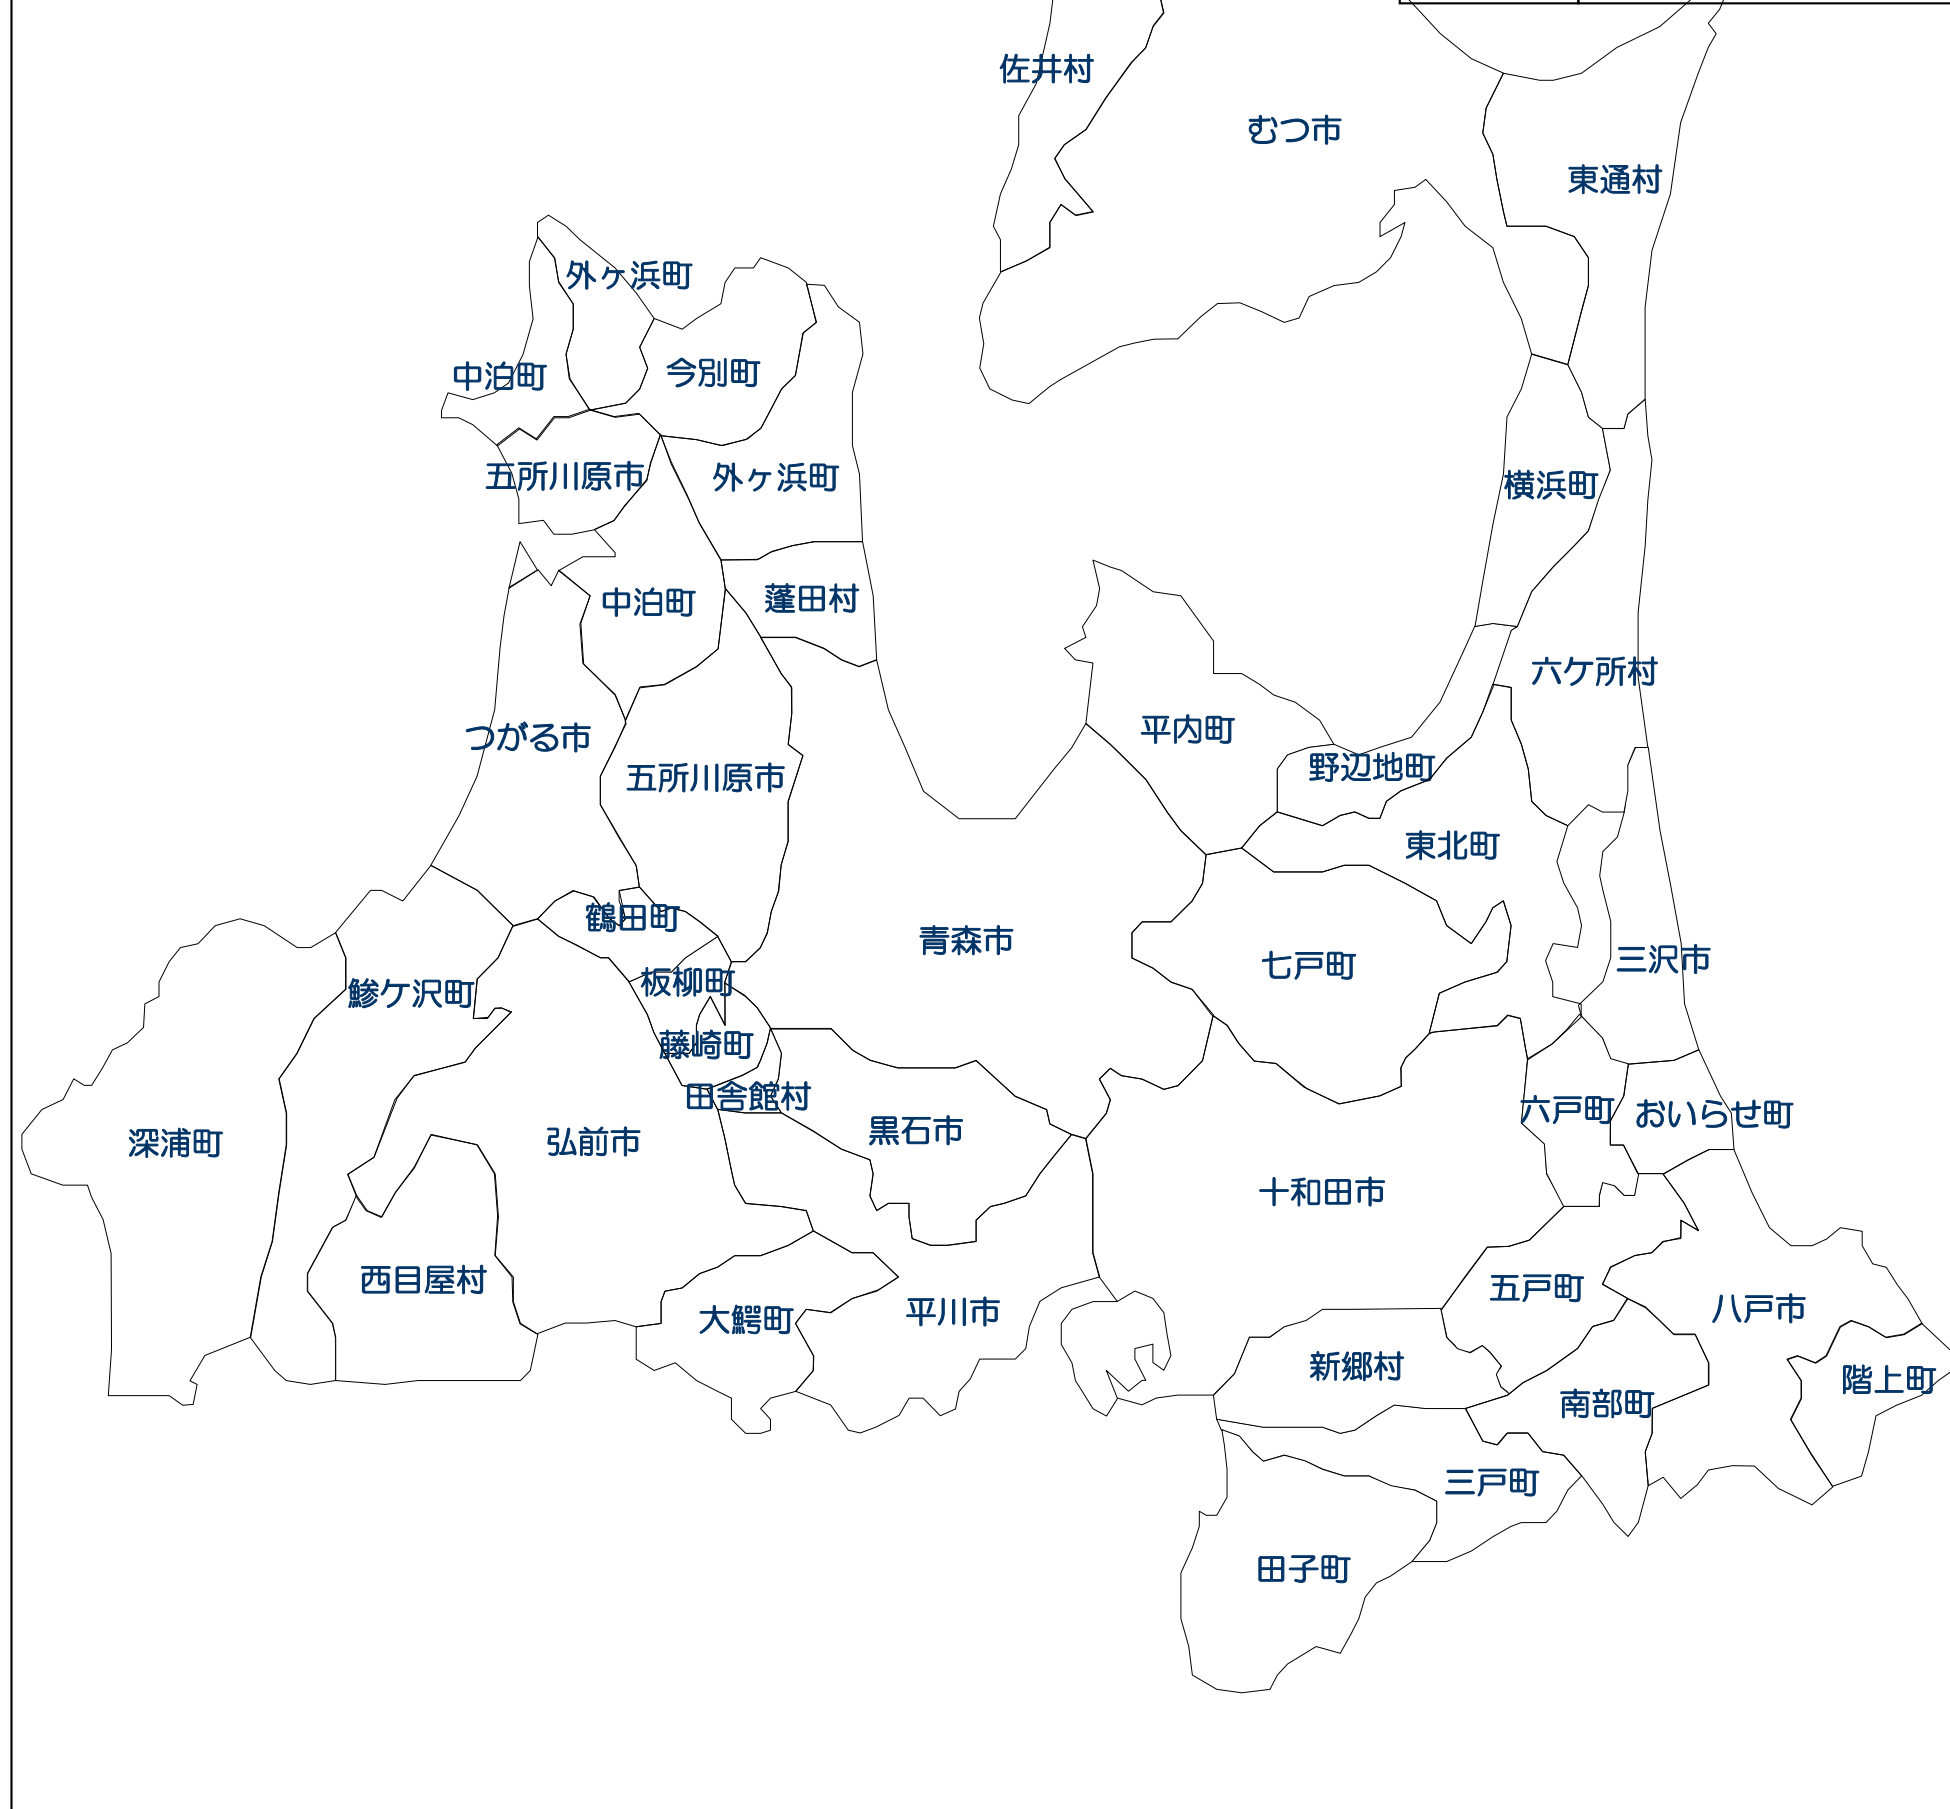 佐井村
むつ市
東通村
外ヶ浜町
中泊町
今別町
五所川原市
外ヶ浜町
横浜町
中泊町
蓬田村
六ケ所村
平内町
つがる市
五所川原市
野辺地町
東北町
鶴田町
青森市
七戸町
三沢市
板柳町
鰺ケ沢町
藤崎町
田舎館村
六戸町
おいらせ町
深浦町
弘前市
黒石市
十和田市
西目屋村
五戸町
八戸市
大鰐町
平川市
新郷村
階上町
南部町
三戸町
田子町